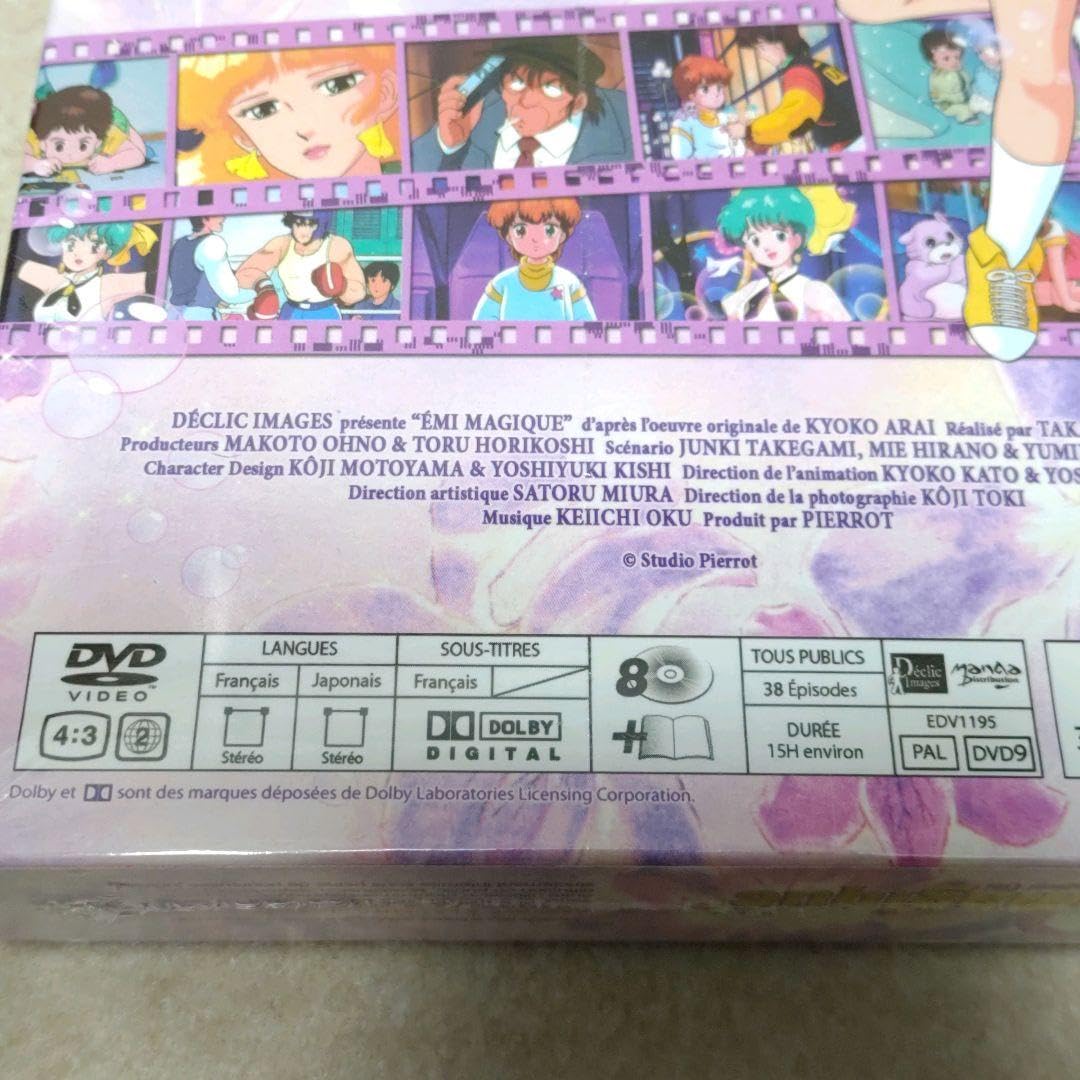 DÉCLIC IMAGES présente “ÉMI MAGIQUE” d'après l'oeuvre originale de KYOKO ARAI Réalisé par TAK
Producteurs MAKOTO OHNO & TORU HORIKOSHI Scénario JUNKI TAKEGAMI, MIE HIRANO & YUMI
Character Design KÔJI MOTOYAMA & YOSHIYUKI KISHI Direction de l'animation KYOKO KATO & YOS
Direction artistique SATORU MIURA Direction de la photographie KÔJI TOKI
Musique KEIICHI OKU Produit par PIERROT
© Studio Pierrot
DVD VIDEO™
4:3 2
LANGUES
Français Japonais
Stéréo Stéréo
SOUS-TITRES
Français
DOLBY
DIGITAL
8
+
TOUS PUBLICS
38 Épisodes
DURÉE
15H environ
Déclic Images Manga Distribution
EDV1195
PAL DVD9
Dolby et sont des marques déposées de Dolby Laboratories Licensing Corporation.